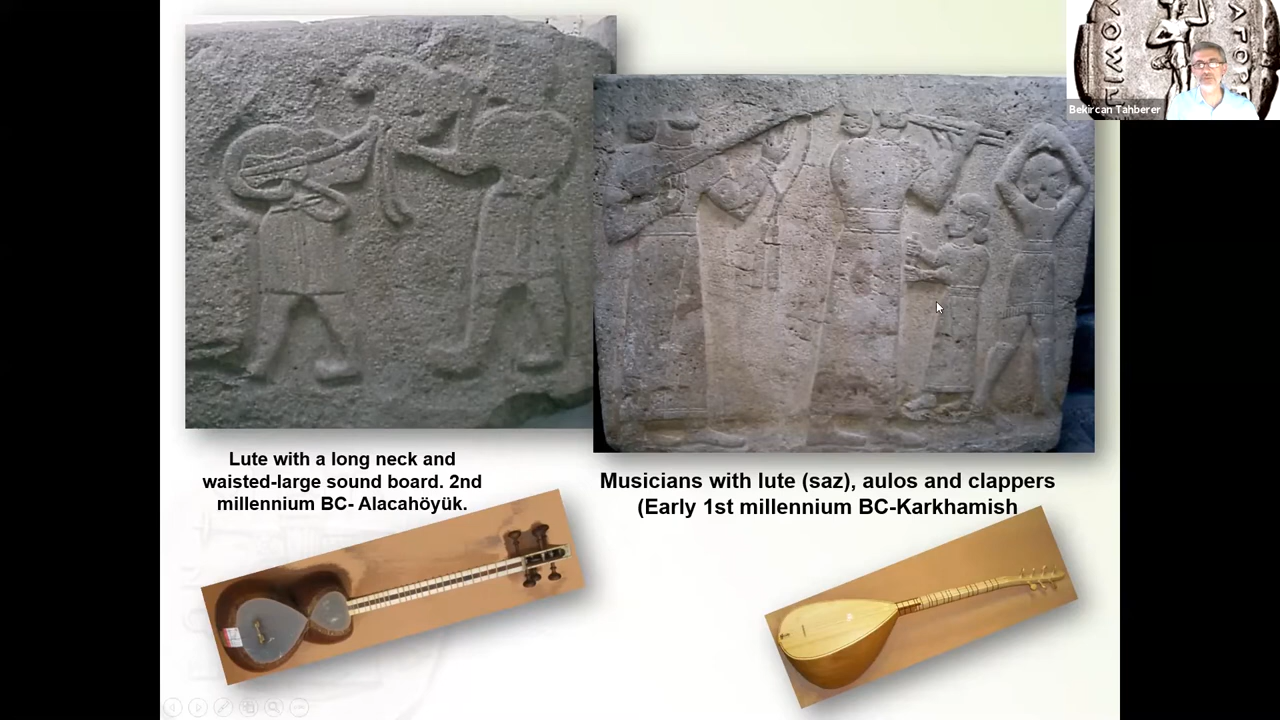 Bekircan Tahberer
Lute with a long neck and
waisted-large sound board. 2nd
millennium BC- Alacahöyük.
Musicians with lute (saz), aulos and clappers
(Early 1st millennium BC-Karkhamish